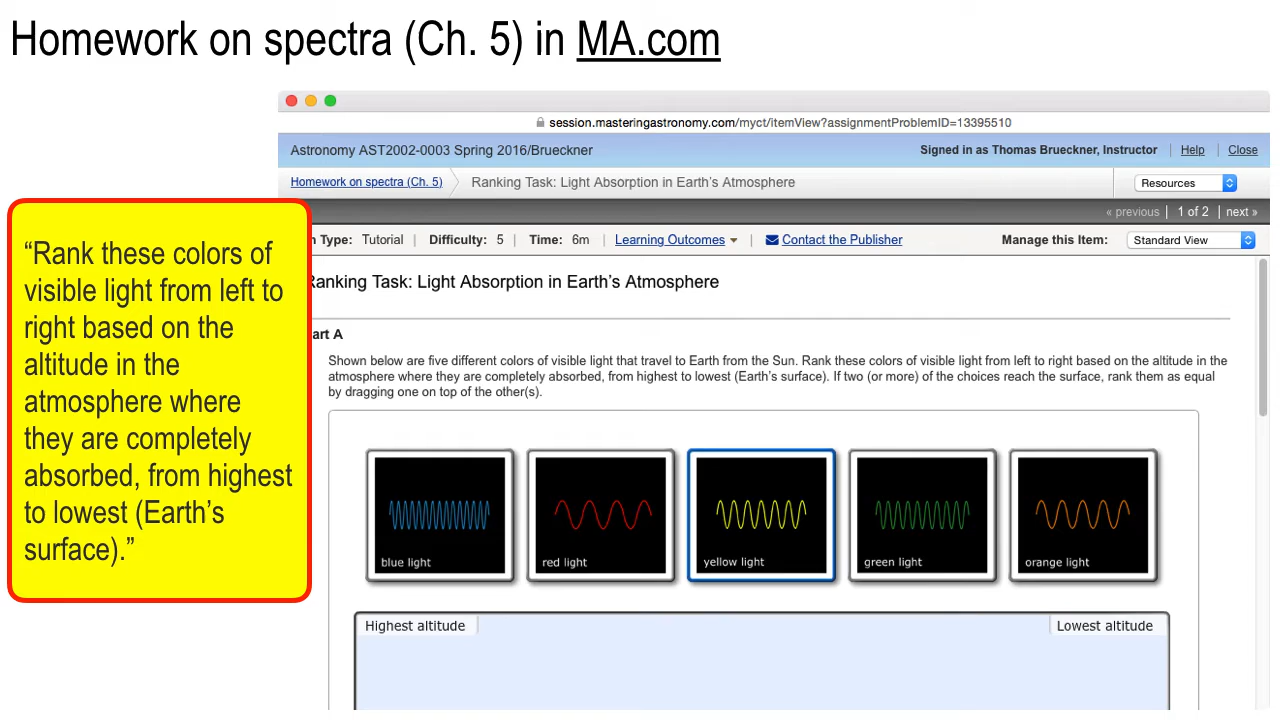 Homework on spectra (Ch. 5) in MA.com
session.masteringastronomy.com/myct/itemView?assignmentProblemID=13395510
Astronomy AST2002-0003 Spring 2016/Brueckner
Signed in as Thomas Brueckner, Instructor | Help | Close
Homework on spectra (Ch. 5)
Ranking Task: Light Absorption in Earth's Atmosphere
Resources
« previous | 1 of 2 | next »
“Rank these colors of
visible light from left to
right based on the
altitude in the
atmosphere where
they are completely
absorbed, from highest
to lowest (Earth’s
surface).”
n Type: Tutorial | Difficulty: 5 | Time: 6m | Learning Outcomes | Contact the Publisher
Manage this Item: Standard View
Ranking Task: Light Absorption in Earth's Atmosphere
art A
Shown below are five different colors of visible light that travel to Earth from the Sun. Rank these colors of visible light from left to right based on the altitude in the
atmosphere where they are completely absorbed, from highest to lowest (Earth's surface). If two (or more) of the choices reach the surface, rank them as equal
by dragging one on top of the other(s).
blue light
red light
yellow light
green light
orange light
Highest altitude
Lowest altitude